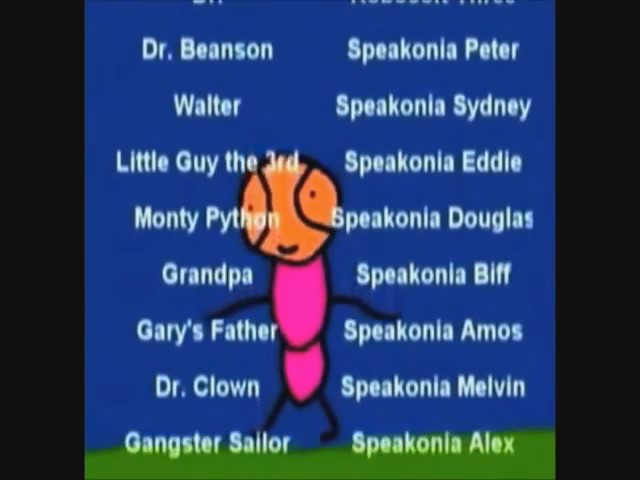 Dr. Beanson Speakonia Peter
Walter Speakonia Sydney
Little Guy the 3rd Speakonia Eddie
Monty Python Speakonia Douglas
Grandpa Speakonia Biff
Gary's Father Speakonia Amos
Dr. Clown Speakonia Melvin
Gangster Sailor Speakonia Alex